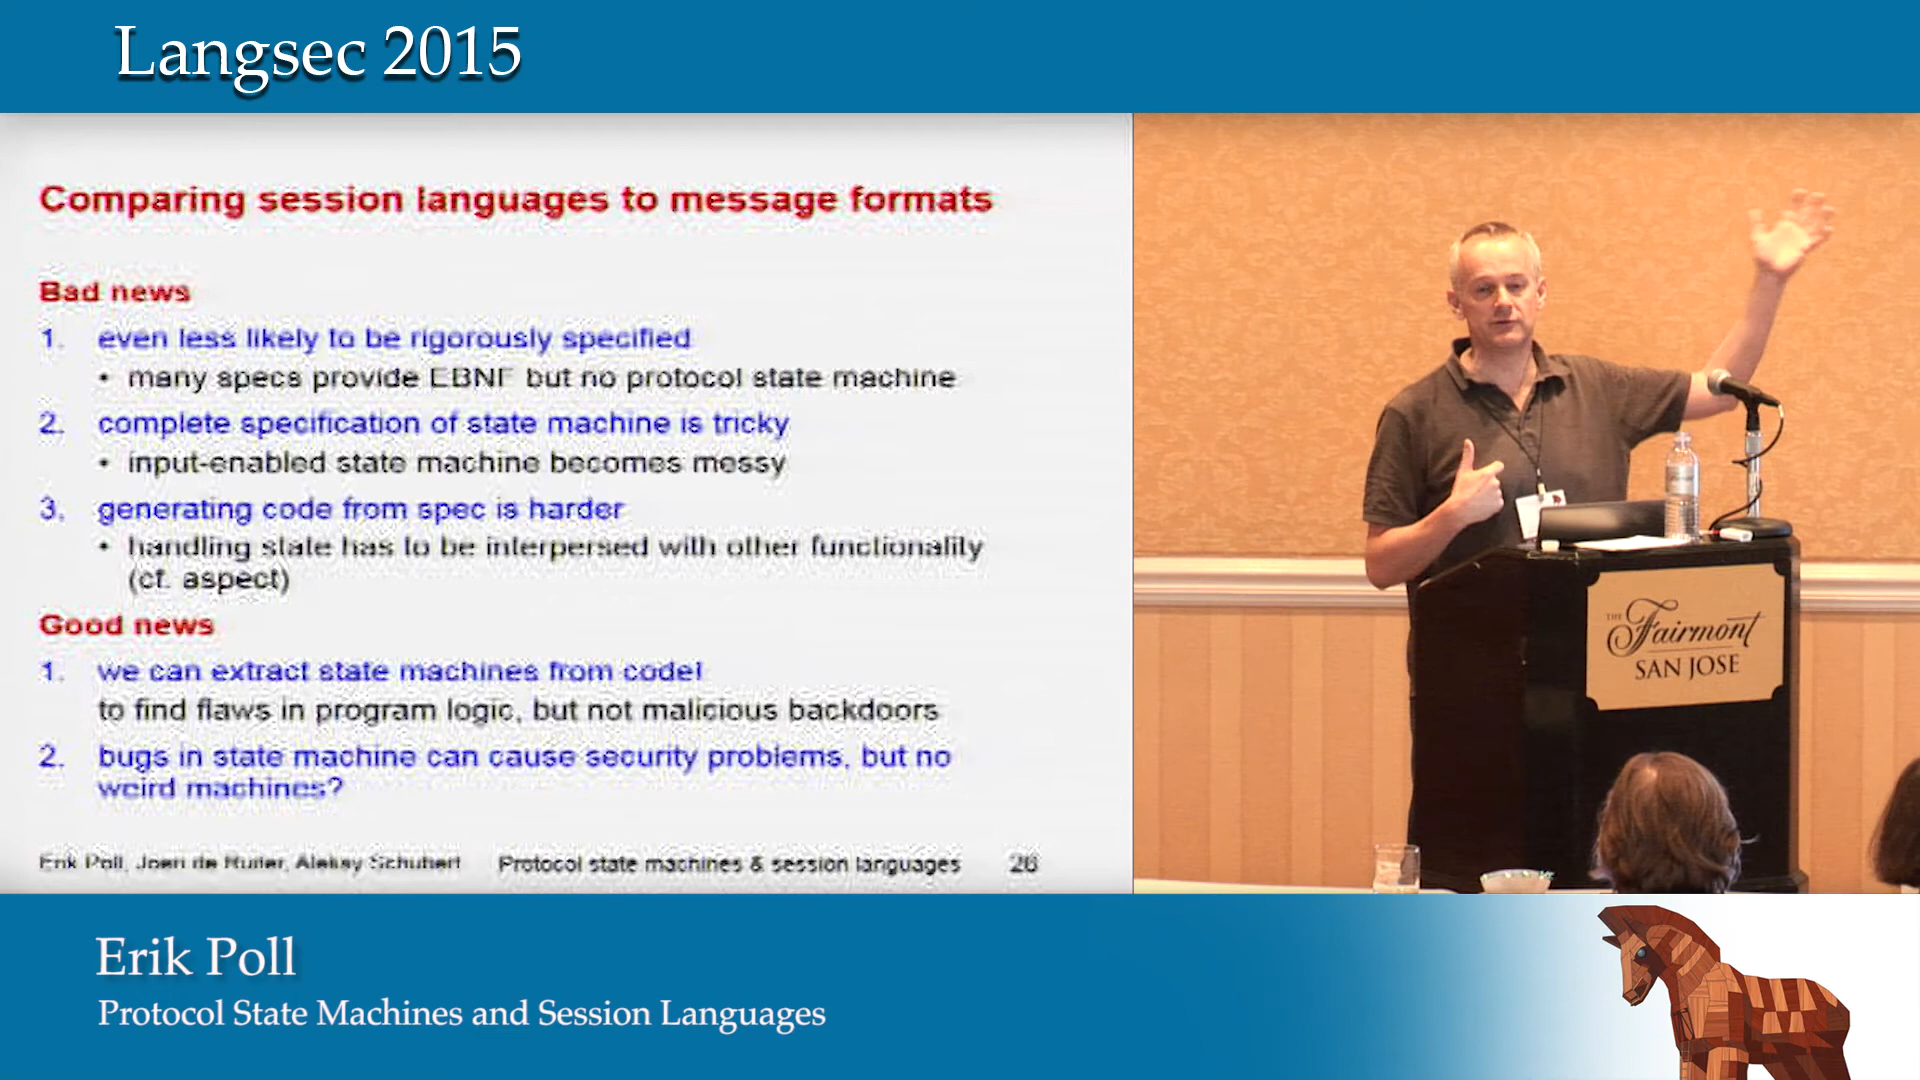 Langsec 2015
Comparing session languages to message formats
Bad news
1. even less likely to be rigorously specified
• many specs provide EBNF but no protocol state machine
2. complete specification of state machine is tricky
• input-enabled state machine becomes messy
3. generating code from spec is harder
• handling state has to be interpersed with other functionality
(cf. aspect)
Good news
1. we can extract state machines from code!
to find flaws in program logic, but not malicious backdoors
2. bugs in state machine can cause security problems, but no
weird machines?
Erik Poll, Joeri de Ruiter, Aleksy Schubert Protocol state machines & session languages 26
THE Fairmont
SAN JOSE
Erik Poll
Protocol State Machines and Session Languages